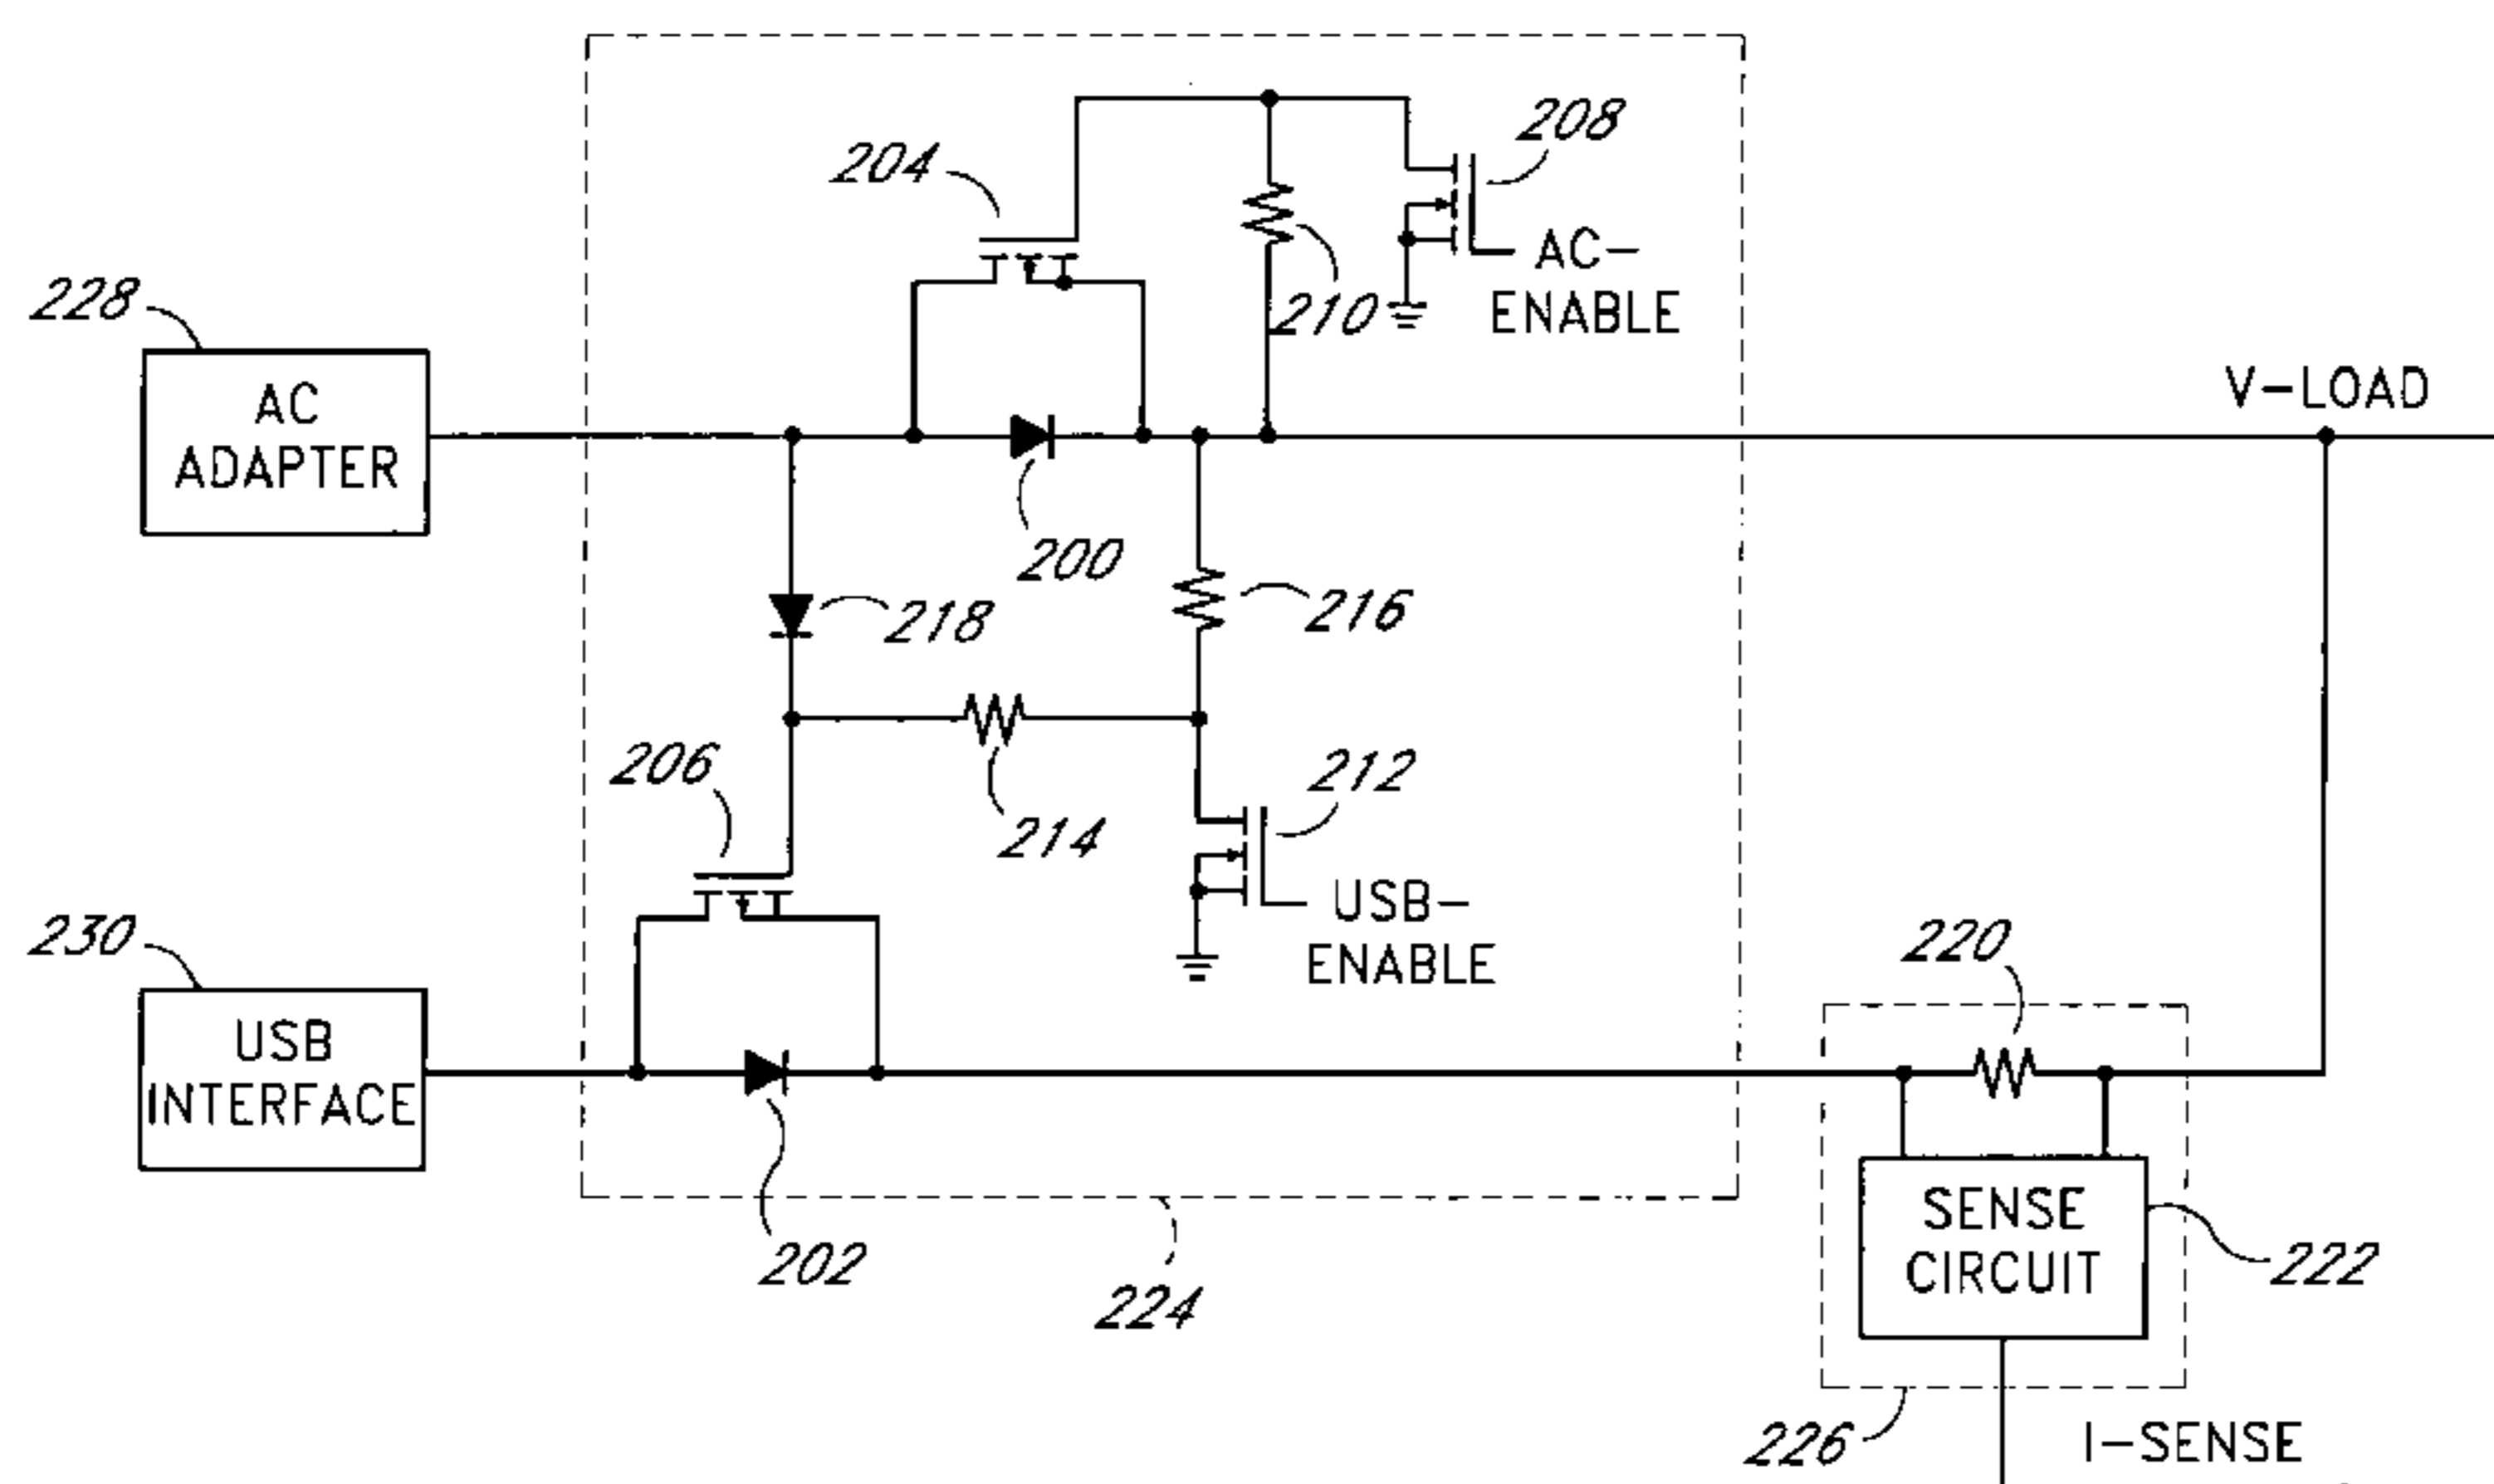 204
208
AC-
ENABLE
210
228
AC
ADAPTER
V-LOAD
200
218
216
206
214
212
USB-
ENABLE
230
USB
INTERFACE
220
202
224
SENSE
CIRCUIT
222
226
I-SENSE